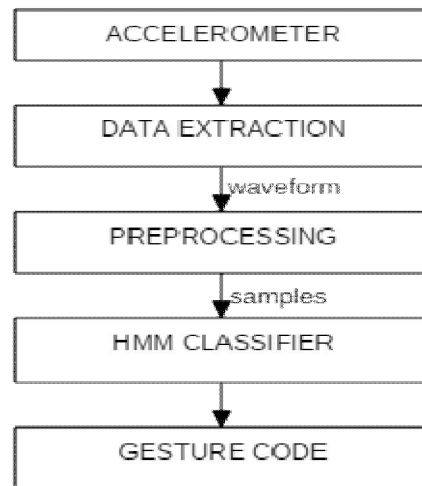 ACCELEROMETER
DATA EXTRACTION
waveform
PREPROCESSING
samples
HMM CLASSIFIER
GESTURE CODE